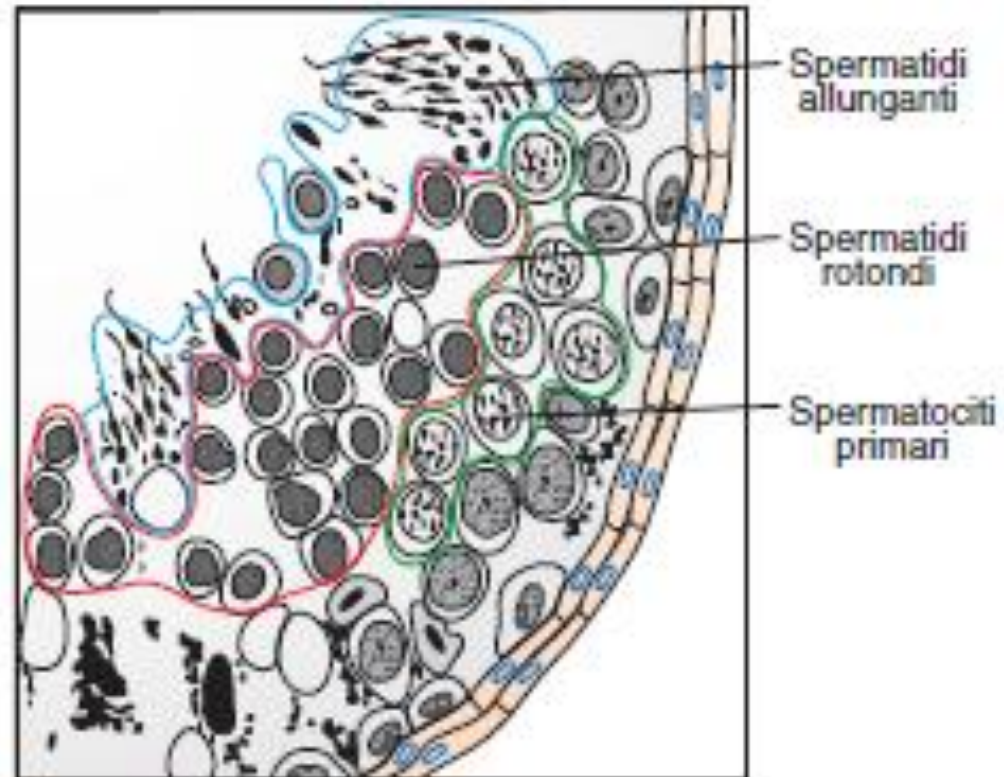 Spermatidi
allunganti
Spermatidi
rotondi
Spermatociti
primari